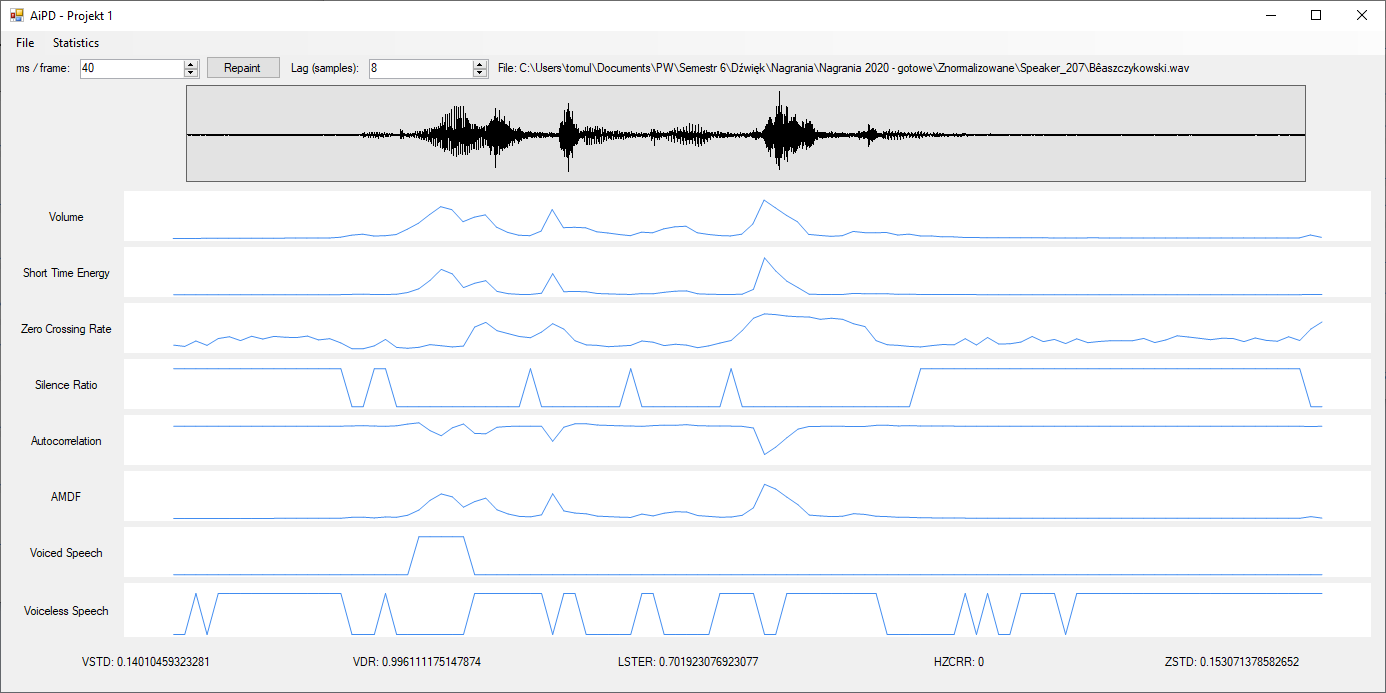 AiPD - Projekt 1
File Statistics
ms / frame: 40 Repaint Lag (samples): 8 File: C:\Users\tomul\Documents\PW\Semestr 6\Dźwięk\Nagrania\Nagrania 2020 - gotowe\Znormalizowane\Speaker_207\Bêaszczykowski.wav
Volume
Short Time Energy
Zero Crossing Rate
Silence Ratio
Autocorrelation
AMDF
Voiced Speech
Voiceless Speech
VSTD: 0.14010459323281 VDR: 0.996111175147874 LSTER: 0.701923076923077 HZCRR: 0 ZSTD: 0.153071378582652